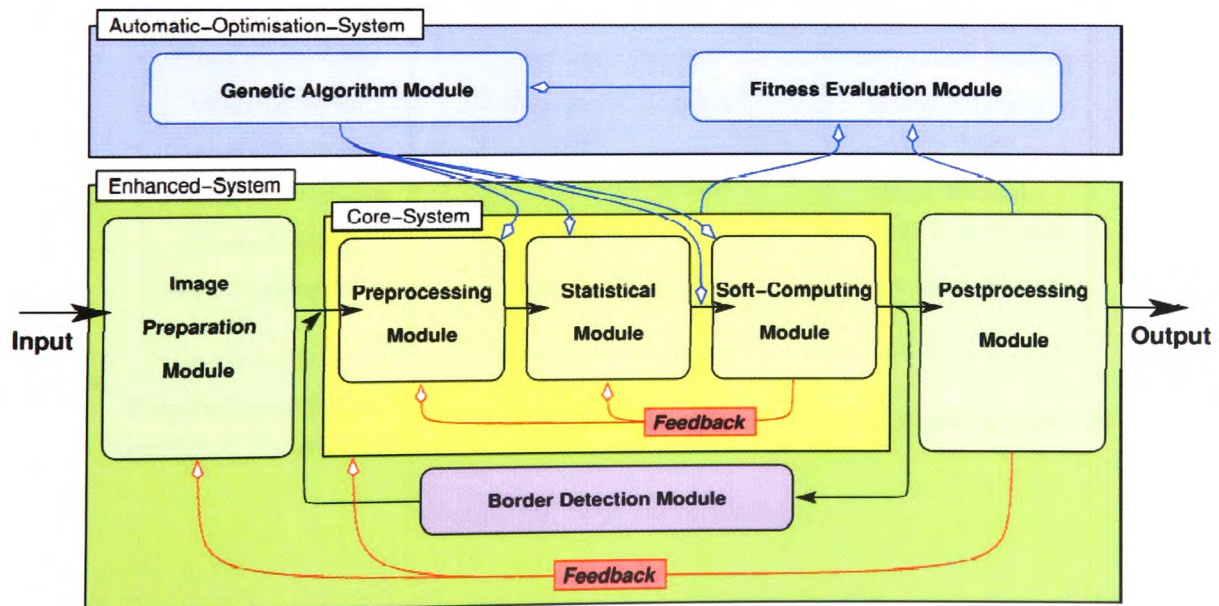 Automatic-Optimisation-System
Genetic Algorithm Module
Fitness Evaluation Module
Enhanced-System
Core-System
Image
Preparation
Module
Preprocessing
Module
Statistical
Module
Soft-Computing
Module
Postprocessing
Module
Input
Output
Feedback
Border Detection Module
Feedback